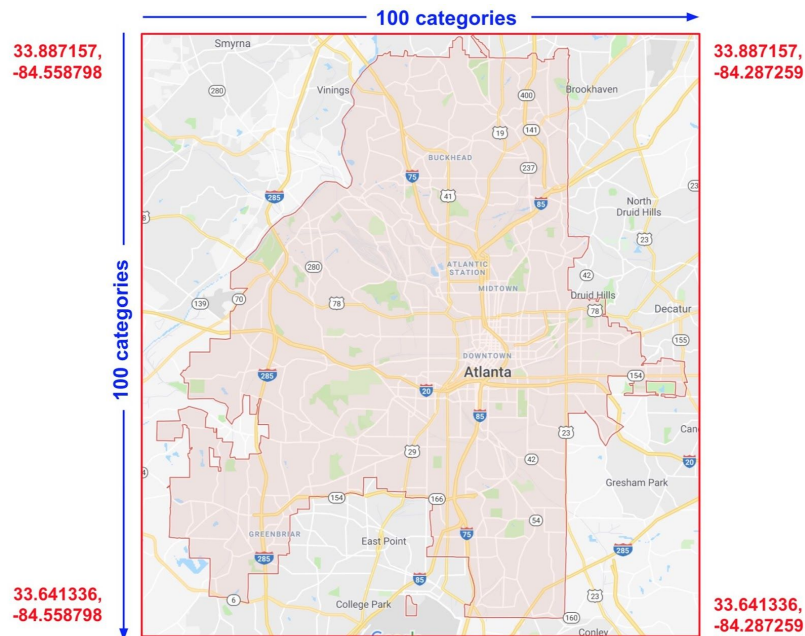 100 categories
33.887157,
-84.558798
33.887157,
-84.287259
Smyrna
280
Vinings
400
Brookhaven
19
141
BUCKHEAD
237
75
41
285
85
North
Druid Hills
23
280
ATLANTIC
STATION
42
MIDTOWN
Druid Hills
70
139
78
78
Decatur
155
100 categories
DOWNTOWN
Atlanta
285
154
20
85
23
29
42
20
Gresham Park
154
166
54
GREENBRIAR
East Point
75
285
285
85
33.641336,
-84.558798
6
College Park
23
160
Conley
33.641336,
-84.287259